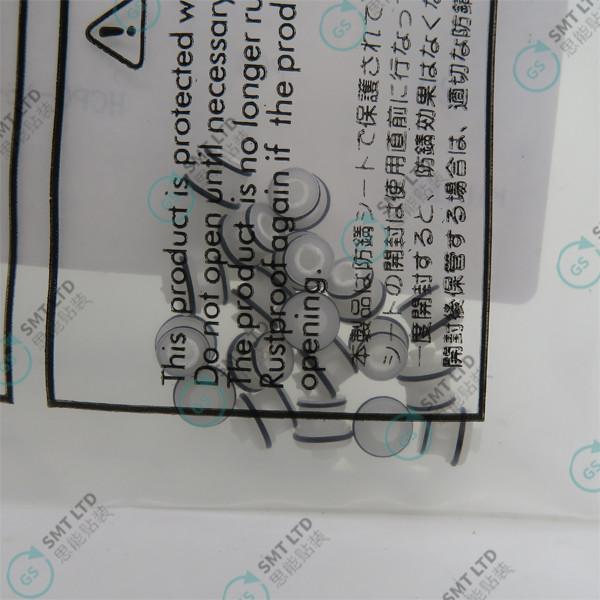 This product is protected w
Do not open until necessary
The product is no longer ru
Rustproof again if the prod
opening.
本製品は防錆シートで保護されて
シートの開封は使用直前に行なっ
一度開封すると、防錆効果はなくな
開封後保管する場合は、適切な防錆
GS
SMT LTD
思能贴装